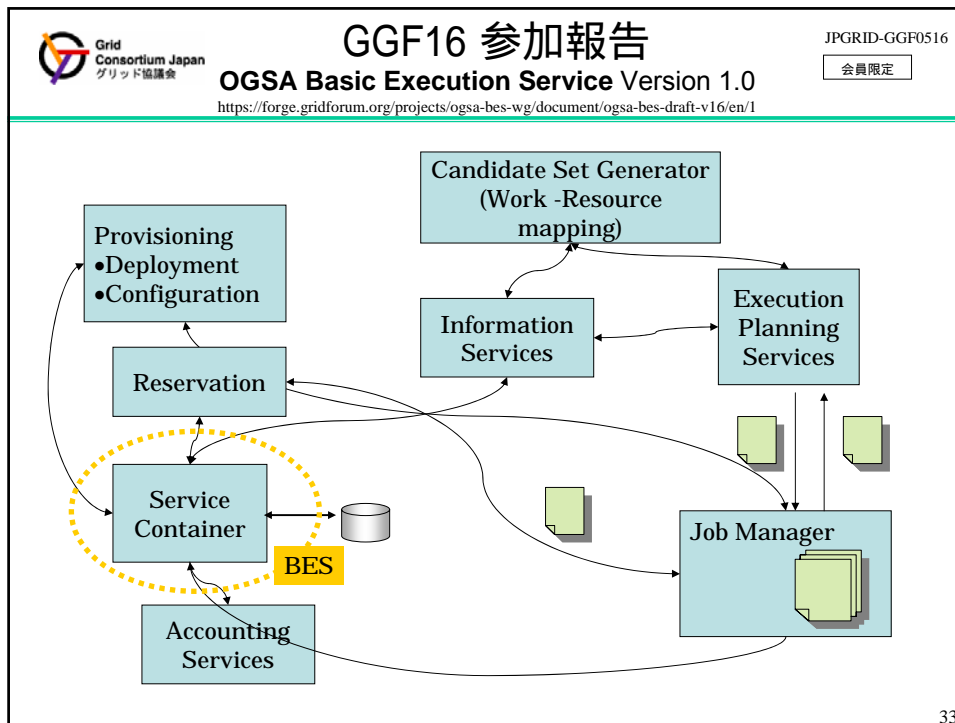 Grid
Consortium Japan
グリッド協議会
GGF16 参加報告
OGSA Basic Execution Service Version 1.0
https://forge.gridforum.org/projects/ogsa-bes-wg/document/ogsa-bes-draft-v16/en/1
JPGRID-GGF0516
会員限定
Candidate Set Generator
(Work -Resource
mapping)
Provisioning
•Deployment
•Configuration
Information
Services
Execution
Planning
Services
Reservation
Service
Container
BES
Job Manager
Accounting
Services
33